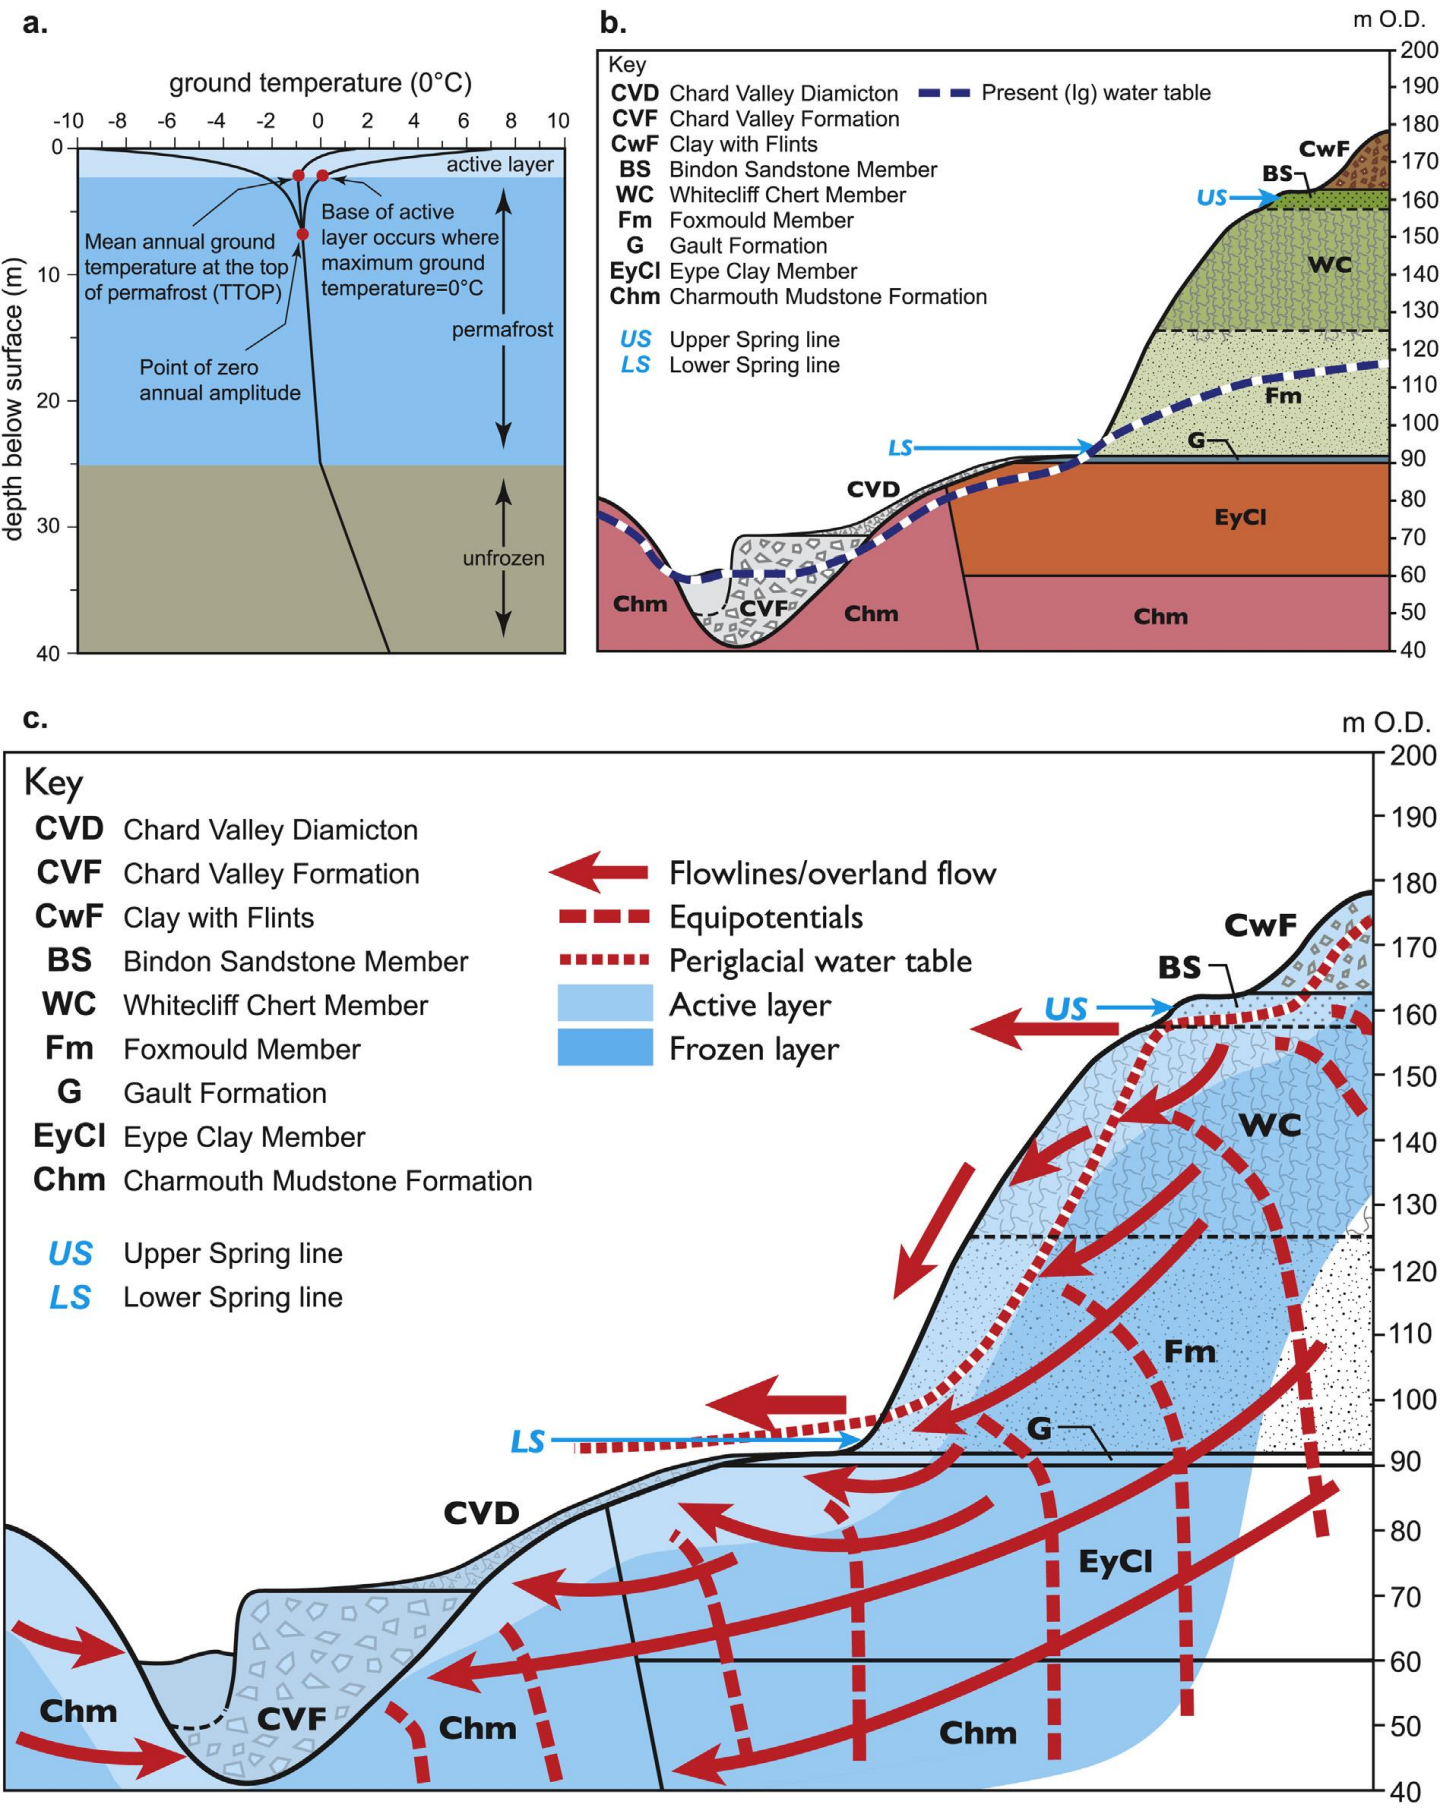 a.
ground temperature (0°C)
-10 -8 -6 -4 -2 0 2 4 6 8 10
depth below surface (m)
0
10
20
30
40
active layer
Mean annual ground
temperature at the top
of permafrost (TTOP)
Base of active
layer occurs where
maximum ground
temperature=0°C
permafrost
Point of zero
annual amplitude
unfrozen
b.
m O.D.
Key
CVD Chard Valley Diamicton
Present (Ig) water table
CVF Chard Valley Formation
CwF Clay with Flints
BS Bindon Sandstone Member
WC Whitecliff Chert Member
Fm Foxmould Member
G Gault Formation
EyCl Eype Clay Member
Chm Charmouth Mudstone Formation
US Upper Spring line
LS Lower Spring line
200
190
180
170
160
150
140
130
120
110
100
90
80
70
60
50
40
CwF
BS
US
WC
Fm
LS
G
CVD
EyCl
Chm
CVF
Chm
Chm
c.
m O.D.
Key
CVD Chard Valley Diamicton
CVF Chard Valley Formation
CwF Clay with Flints
BS Bindon Sandstone Member
WC Whitecliff Chert Member
Fm Foxmould Member
G Gault Formation
EyCl Eype Clay Member
Chm Charmouth Mudstone Formation
US Upper Spring line
LS Lower Spring line
Flowlines/overland flow
Equipotentials
Periglacial water table
Active layer
Frozen layer
200
190
180
170
160
150
140
130
120
110
100
90
80
70
60
50
40
CwF
BS
US
WC
Fm
G
LS
CVD
EyCl
Chm
CVF
Chm
Chm